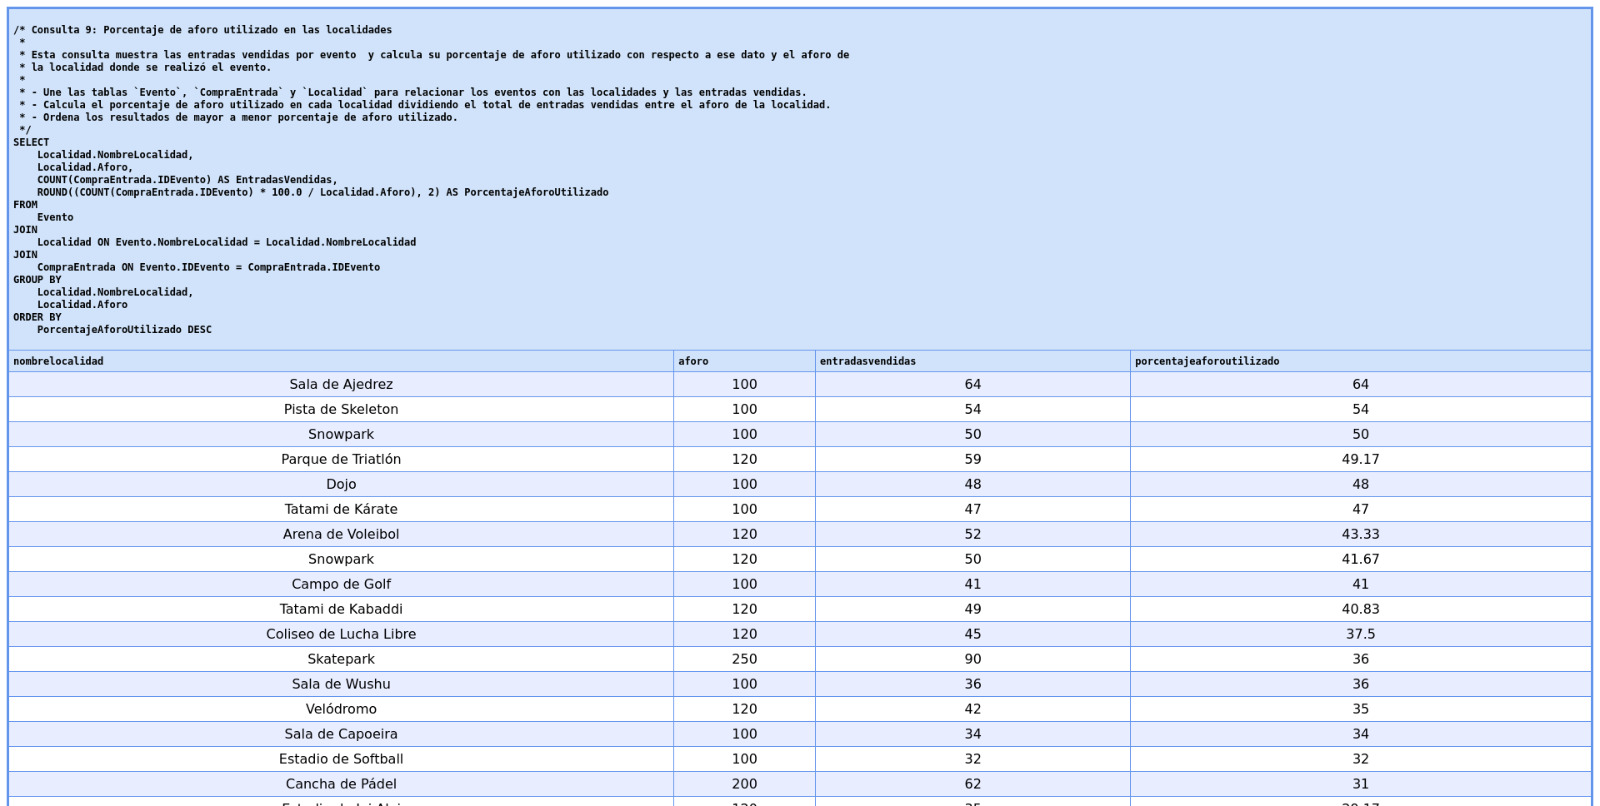 /* Consulta 9: Porcentaje de aforo utilizado en las localidades
 *
 * Esta consulta muestra las entradas vendidas por evento  y calcula su porcentaje de aforo utilizado con respecto a ese dato y el aforo de
 * la localidad donde se realizó el evento.
 *
 * - Une las tablas `Evento`, `CompraEntrada` y `Localidad` para relacionar los eventos con las localidades y las entradas vendidas.
 * - Calcula el porcentaje de aforo utilizado en cada localidad dividiendo el total de entradas vendidas entre el aforo de la localidad.
 * - Ordena los resultados de mayor a menor porcentaje de aforo utilizado.
 */
SELECT
    Localidad.NombreLocalidad,
    Localidad.Aforo,
    COUNT(CompraEntrada.IDEvento) AS EntradasVendidas,
    ROUND((COUNT(CompraEntrada.IDEvento) * 100.0 / Localidad.Aforo), 2) AS PorcentajeAforoUtilizado
FROM
    Evento
JOIN
    Localidad ON Evento.NombreLocalidad = Localidad.NombreLocalidad
JOIN
    CompraEntrada ON Evento.IDEvento = CompraEntrada.IDEvento
GROUP BY
    Localidad.NombreLocalidad,
    Localidad.Aforo
ORDER BY
    PorcentajeAforoUtilizado DESC
nombrelocalidad aforo entradasvendidas porcentajeaforoutilizado
Sala de Ajedrez 100 64 64
Pista de Skeleton 100 54 54
Snowpark 100 50 50
Parque de Triatlón 120 59 49.17
Dojo 100 48 48
Tatami de Kárate 100 47 47
Arena de Voleibol 120 52 43.33
Snowpark 120 50 41.67
Campo de Golf 100 41 41
Tatami de Kabaddi 120 49 40.83
Coliseo de Lucha Libre 120 45 37.5
Skatepark 250 90 36
Sala de Wushu 100 36 36
Velódromo 120 42 35
Sala de Capoeira 100 34 34
Estadio de Softball 100 32 32
Cancha de Pádel 200 62 31